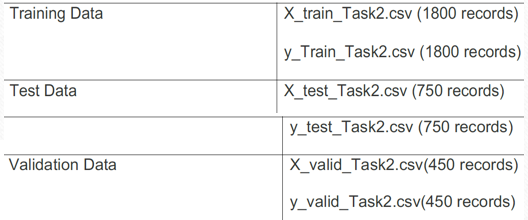 Training Data X_train_Task2.csv (1800 records)
y_Train_Task2.csv (1800 records)
Test Data X_test_Task2.csv (750 records)
y_test_Task2.csv (750 records)
Validation Data X_valid_Task2.csv(450 records)
y_valid_Task2.csv(450 records)